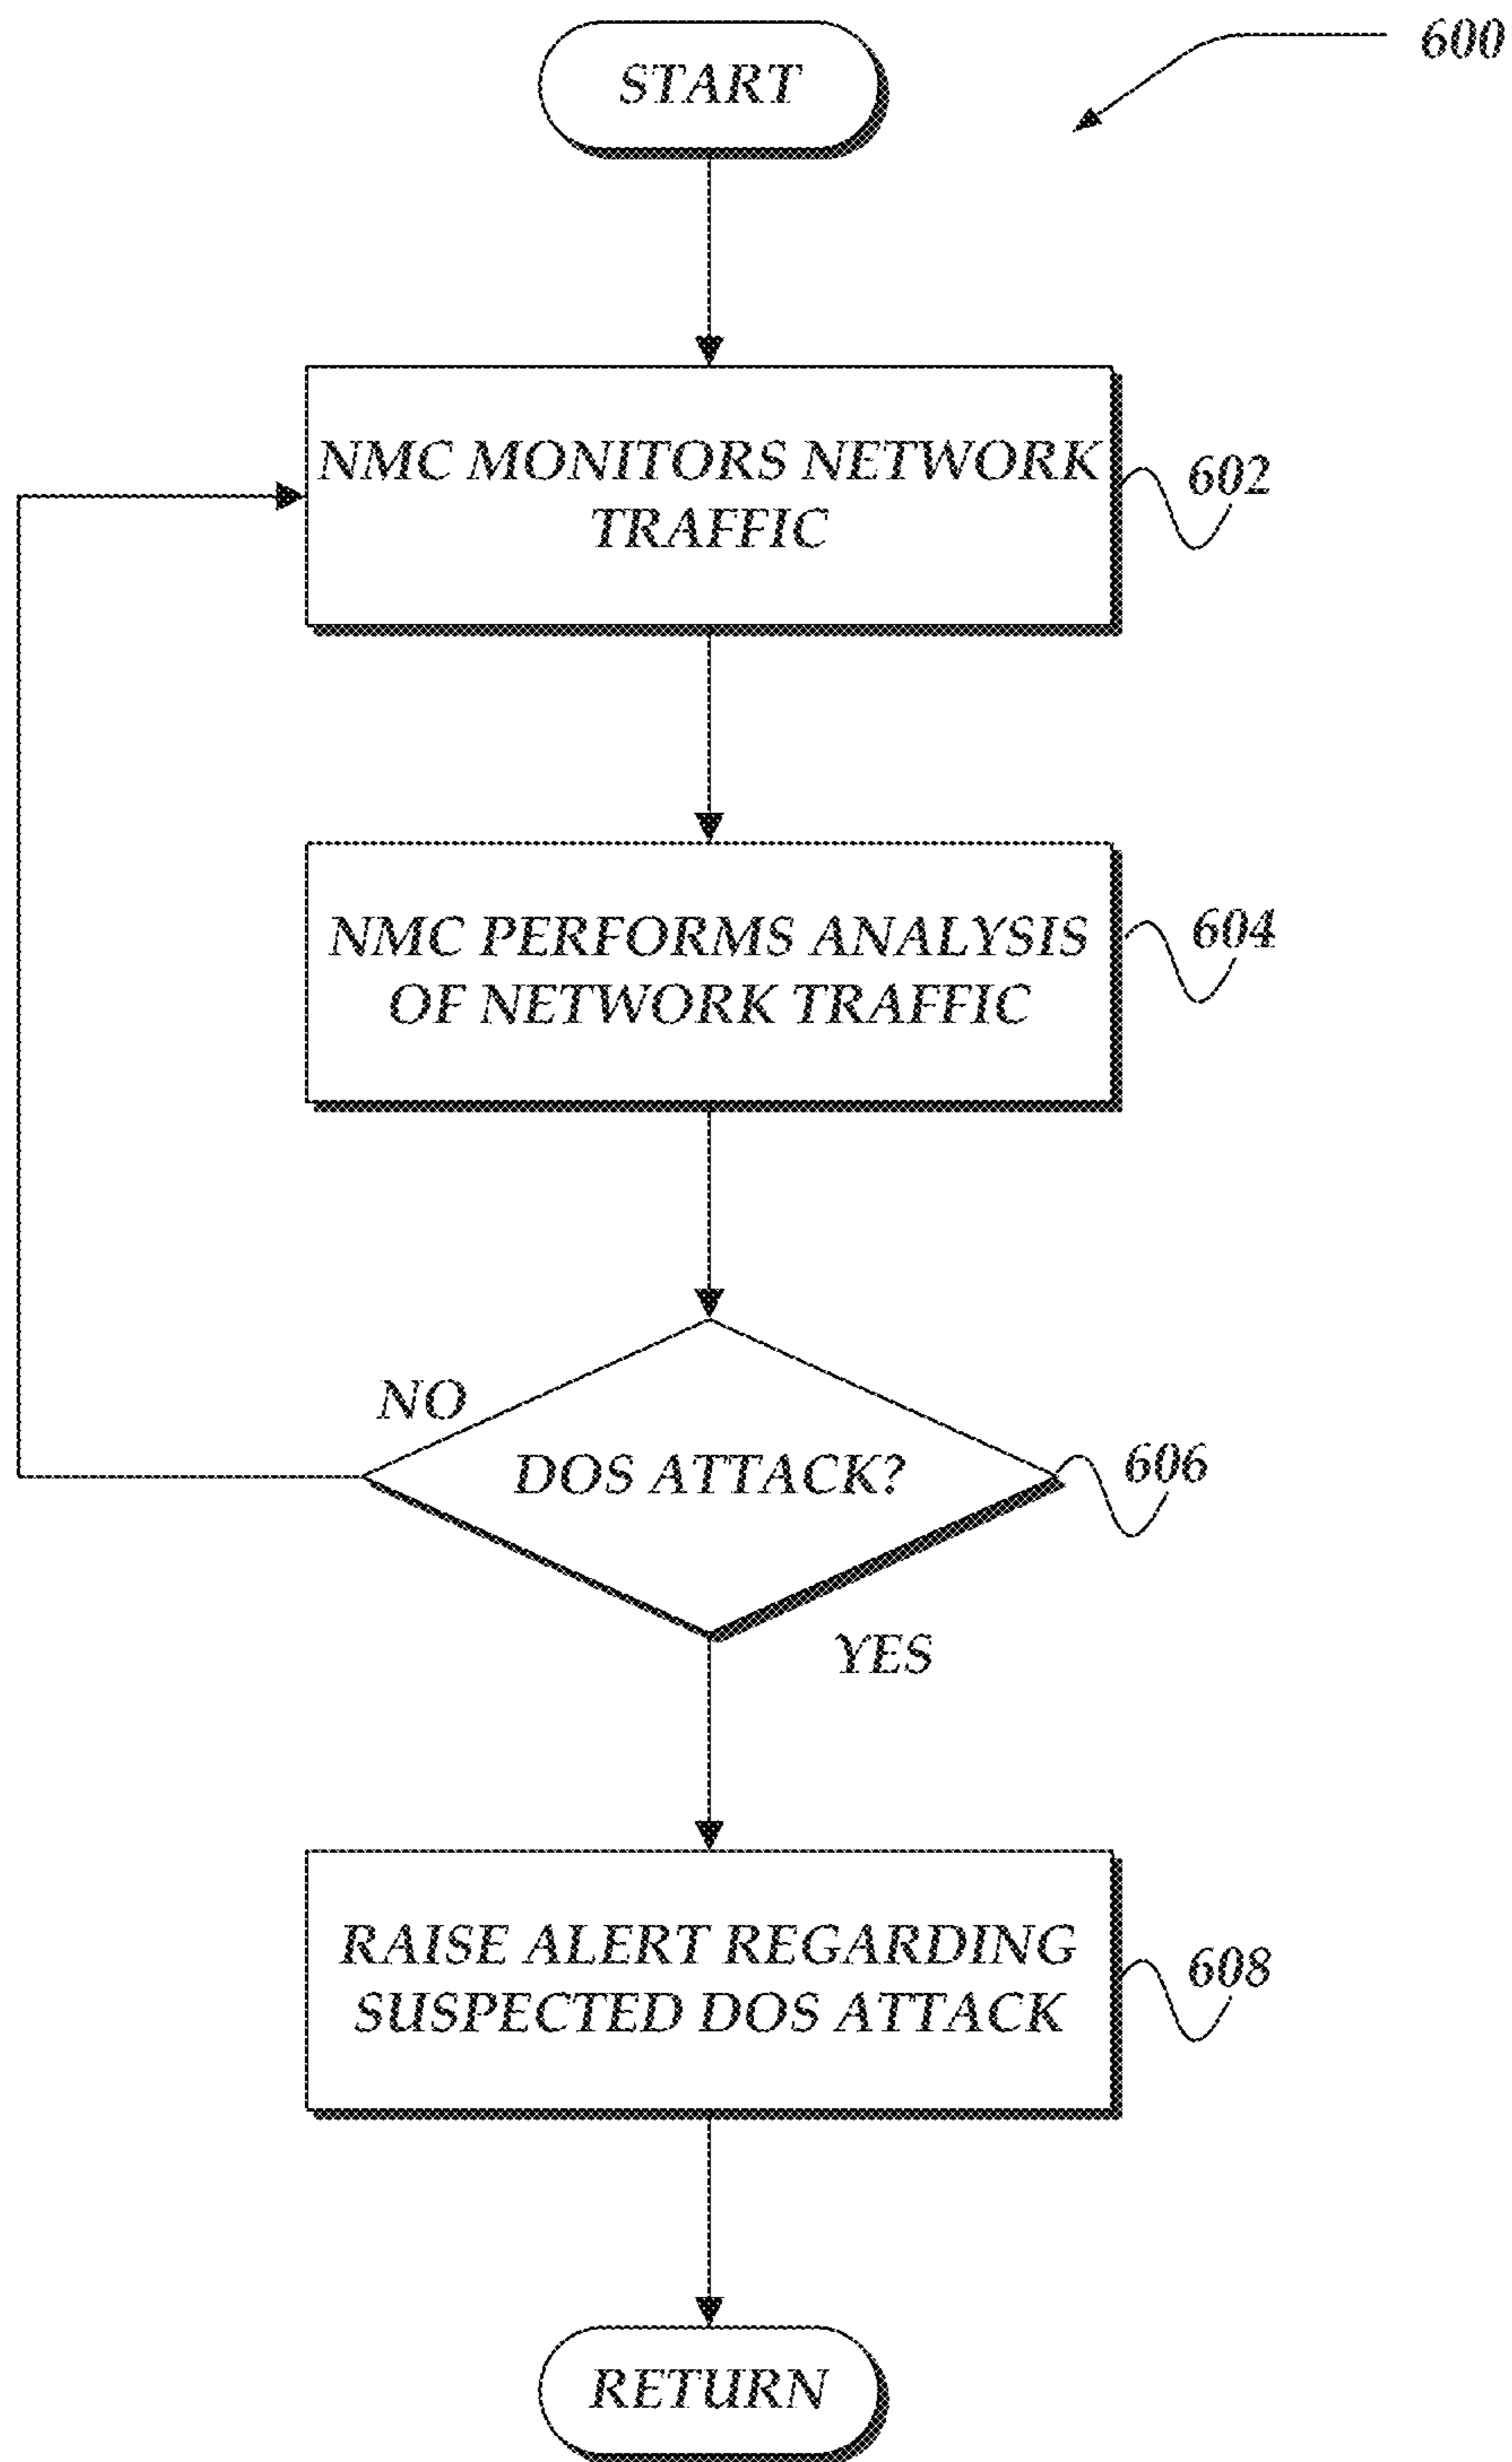 600
START
NMC MONITORS NETWORK
TRAFFIC
602
NMC PERFORMS ANALYSIS
OF NETWORK TRAFFIC
604
NO
DOS ATTACK?
606
YES
RAISE ALERT REGARDING
SUSPECTED DOS ATTACK
608
RETURN